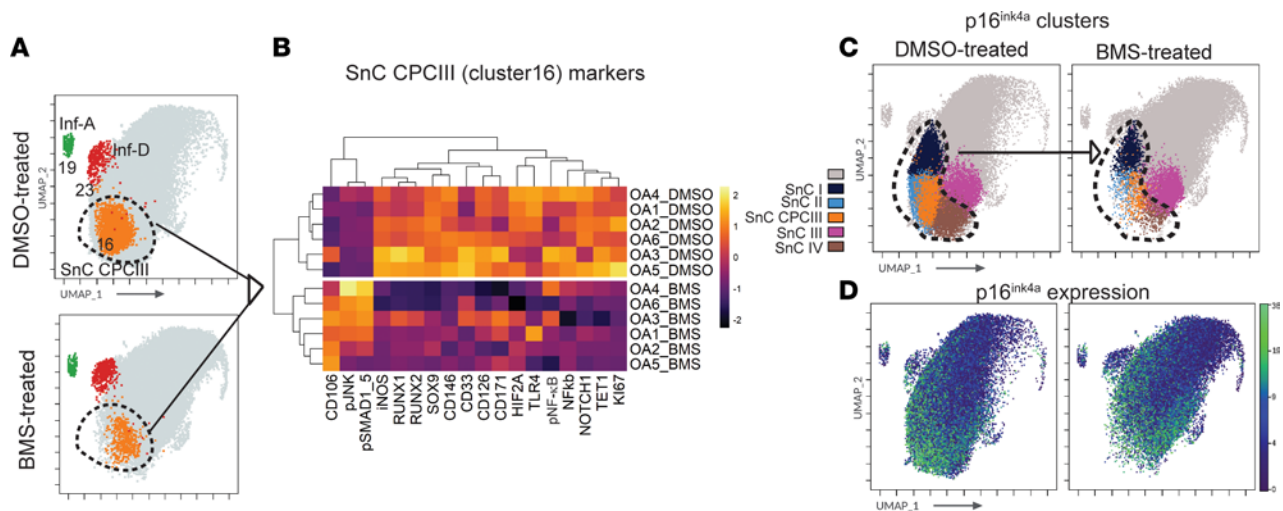 A
DMSO-treated
Inf-A
Inf-D
19
23
16
SnC CPCIII
UMAP_2
UMAP_1
BMS-treated
B
SnC CPCIII (cluster16) markers
OA4_DMSO
OA1_DMSO
OA2_DMSO
OA6_DMSO
OA3_DMSO
OA5_DMSO
OA4_BMS
OA6_BMS
OA3_BMS
OA1_BMS
OA2_BMS
OA5_BMS
2
1
0
-1
-2
CD106
pJNK
pSMAD1_5
iNOS
RUNX1
RUNX2
SOX9
CD146
CD33
CD126
CD171
HIF2A
TLR4
pNF-κB
NFkb
NOTCH1
TET1
KI67
C
p16ink4a clusters
DMSO-treated
BMS-treated
UMAP_2
UMAP_1
SnC I
SnC II
SnC CPCIII
SnC III
SnC IV
D
p16ink4a expression
UMAP_2
UMAP_1
4
0